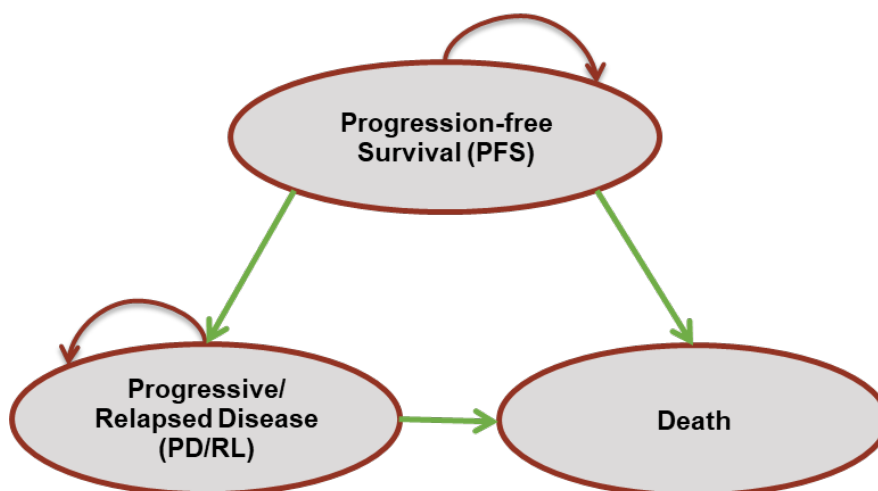 Progression-free
Survival (PFS)
Progressive/
Relapsed Disease
(PD/RL)
Death